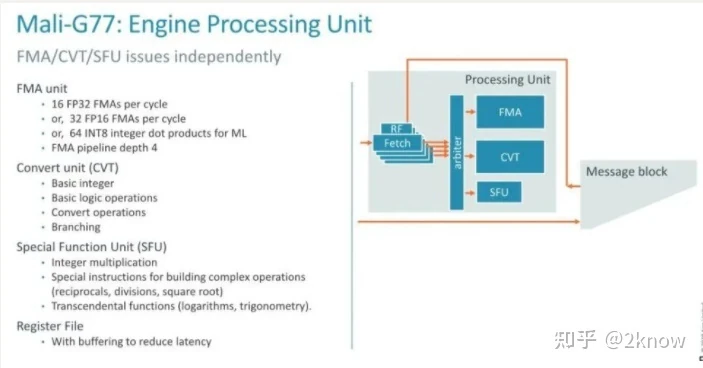 Mali-G77: Engine Processing Unit
FMA/CVT/SFU issues independently
FMA unit
• 16 FP32 FMAs per cycle
• or, 32 FP16 FMAs per cycle
• or, 64 INT8 integer dot products for ML
• FMA pipeline depth 4
Convert unit (CVT)
• Basic integer
• Basic logic operations
• Convert operations
• Branching
Special Function Unit (SFU)
• Integer multiplication
• Special instructions for building complex operations
(reciprocals, divisions, square root)
• Transcendental functions (logarithms, trigonometry).
Register File
• With buffering to reduce latency
Processing Unit
RF
Fetch
arbiter
FMA
CVT
SFU
Message block
知乎 @2know